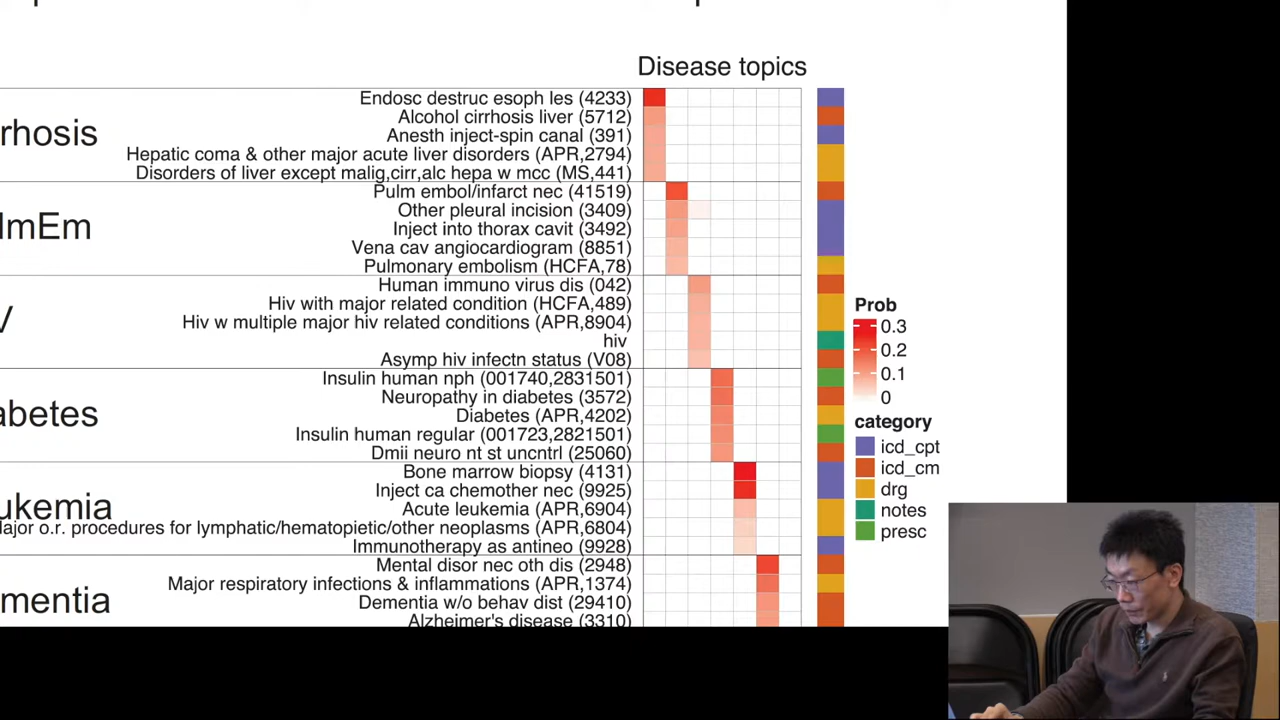 Disease topics
rrhosis
Endosc destruc esoph les (4233)
Alcohol cirrhosis liver (5712)
Anesth inject-spin canal (391)
Hepatic coma & other major acute liver disorders (APR,2794)
Disorders of liver except malig,cirr,alc hepa w mcc (MS,441)
lmEm
Pulm embol/infarct nec (41519)
Other pleural incision (3409)
Inject into thorax cavit (3492)
Vena cav angiocardiogram (8851)
Pulmonary embolism (HCFA,78)
V
Human immuno virus dis (042)
Hiv with major related condition (HCFA,489)
Hiv w multiple major hiv related conditions (APR,8904)
hiv
Asymp hiv infectn status (V08)
abetes
Insulin human nph (001740,2831501)
Neuropathy in diabetes (3572)
Diabetes (APR,4202)
Insulin human regular (001723,2821501)
Dmii neuro nt st uncntrl (25060)
ukemia
Bone marrow biopsy (4131)
Inject ca chemother nec (9925)
Acute leukemia (APR,6904)
ajor o.r. procedures for lymphatic/hematopietic/other neoplasms (APR,6804)
Immunotherapy as antineo (9928)
mentia
Mental disor nec oth dis (2948)
Major respiratory infections & inflammations (APR,1374)
Dementia w/o behav dist (29410)
Alzheimer's disease (3310)
Prob
0.3
0.2
0.1
0
category
icd_cpt
icd_cm
drg
notes
presc